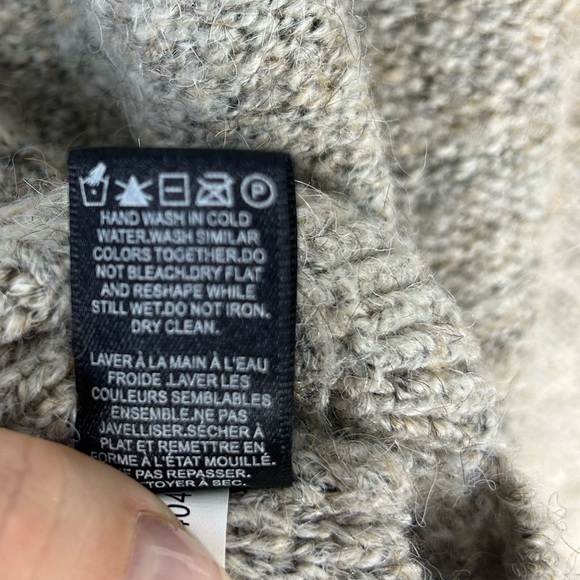 P
HAND WASH IN COLD
WATER.WASH SIMILAR
COLORS TOGETHER.DO
NOT BLEACH.DRY FLAT
AND RESHAPE WHILE
STILL WET.DO NOT IRON.
DRY CLEAN.
LAVER À LA MAIN À L'EAU
FROIDE .LAVER LES
COULEURS SEMBLABLES
ENSEMBLE.NE PAS
JAVELLISER.SÉCHER À
PLAT ET REMETTRE EN
FORME À L'ÉTAT MOUILLÉ.
PAS REPASSER.
TOYER À SEC.
404